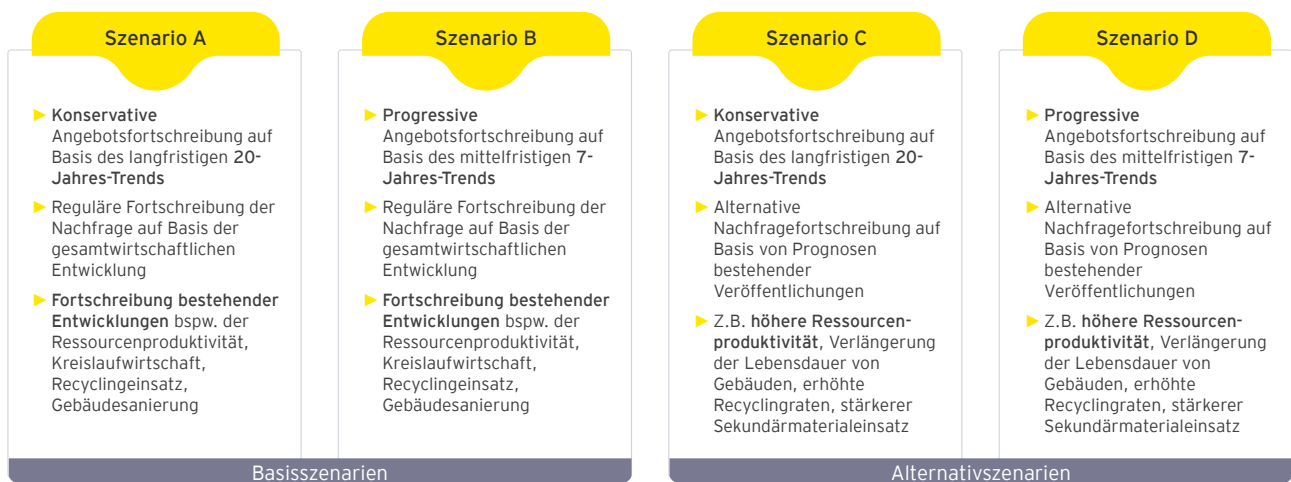 Szenario A
► Konservative
Angebotsfortschreibung auf
Basis des langfristigen 20-
Jahres-Trends
► Reguläre Fortschreibung der
Nachfrage auf Basis der
gesamtwirtschaftlichen
Entwicklung
► Fortschreibung bestehender
Entwicklungen bspw. der
Ressourcenproduktivität,
Kreislaufwirtschaft,
Recyclingeinsatz,
Gebäudesanierung
Szenario B
► Progressive
Angebotsfortschreibung auf
Basis des mittelfristigen 7-
Jahres-Trends
► Reguläre Fortschreibung der
Nachfrage auf Basis der
gesamtwirtschaftlichen
Entwicklung
► Fortschreibung bestehender
Entwicklungen bspw. der
Ressourcenproduktivität,
Kreislaufwirtschaft,
Recyclingeinsatz,
Gebäudesanierung
Basisszenarien
Szenario C
► Konservative
Angebotsfortschreibung auf
Basis des langfristigen 20-
Jahres-Trends
► Alternative
Nachfragefortschreibung auf
Basis von Prognosen
bestehender
Veröffentlichungen
► Z.B. höhere Ressourcen-
produktivität, Verlängerung
der Lebensdauer von
Gebäuden, erhöhte
Recyclingraten, stärkerer
Sekundärmaterialeinsatz
Szenario D
► Progressive
Angebotsfortschreibung auf
Basis des mittelfristigen 7-
Jahres-Trends
► Alternative
Nachfragefortschreibung auf
Basis von Prognosen
bestehender
Veröffentlichungen
► Z.B. höhere Ressourcen-
produktivität, Verlängerung
der Lebensdauer von
Gebäuden, erhöhte
Recyclingraten, stärkerer
Sekundärmaterialeinsatz
Alternativszenarien